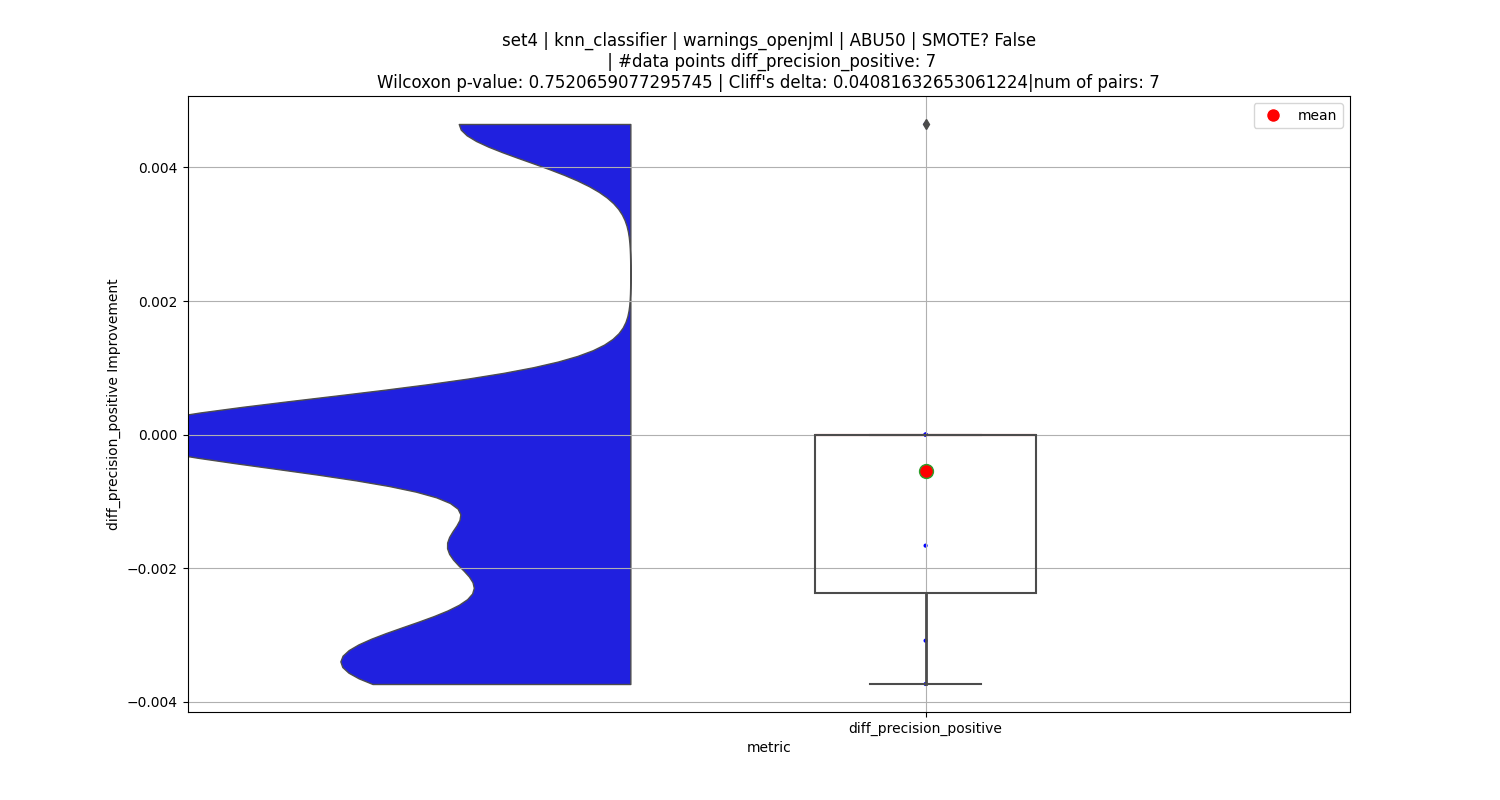 set4 | knn_classifier | warnings_openjml | ABU50 | SMOTE? False
| #data points diff_precision_positive: 7
Wilcoxon p-value: 0.7520659077295745 | Cliff's delta: 0.04081632653061224|num of pairs: 7
mean
0.004
0.002
0.000
−0.002
−0.004
diff_precision_positive Improvement
diff_precision_positive
metric